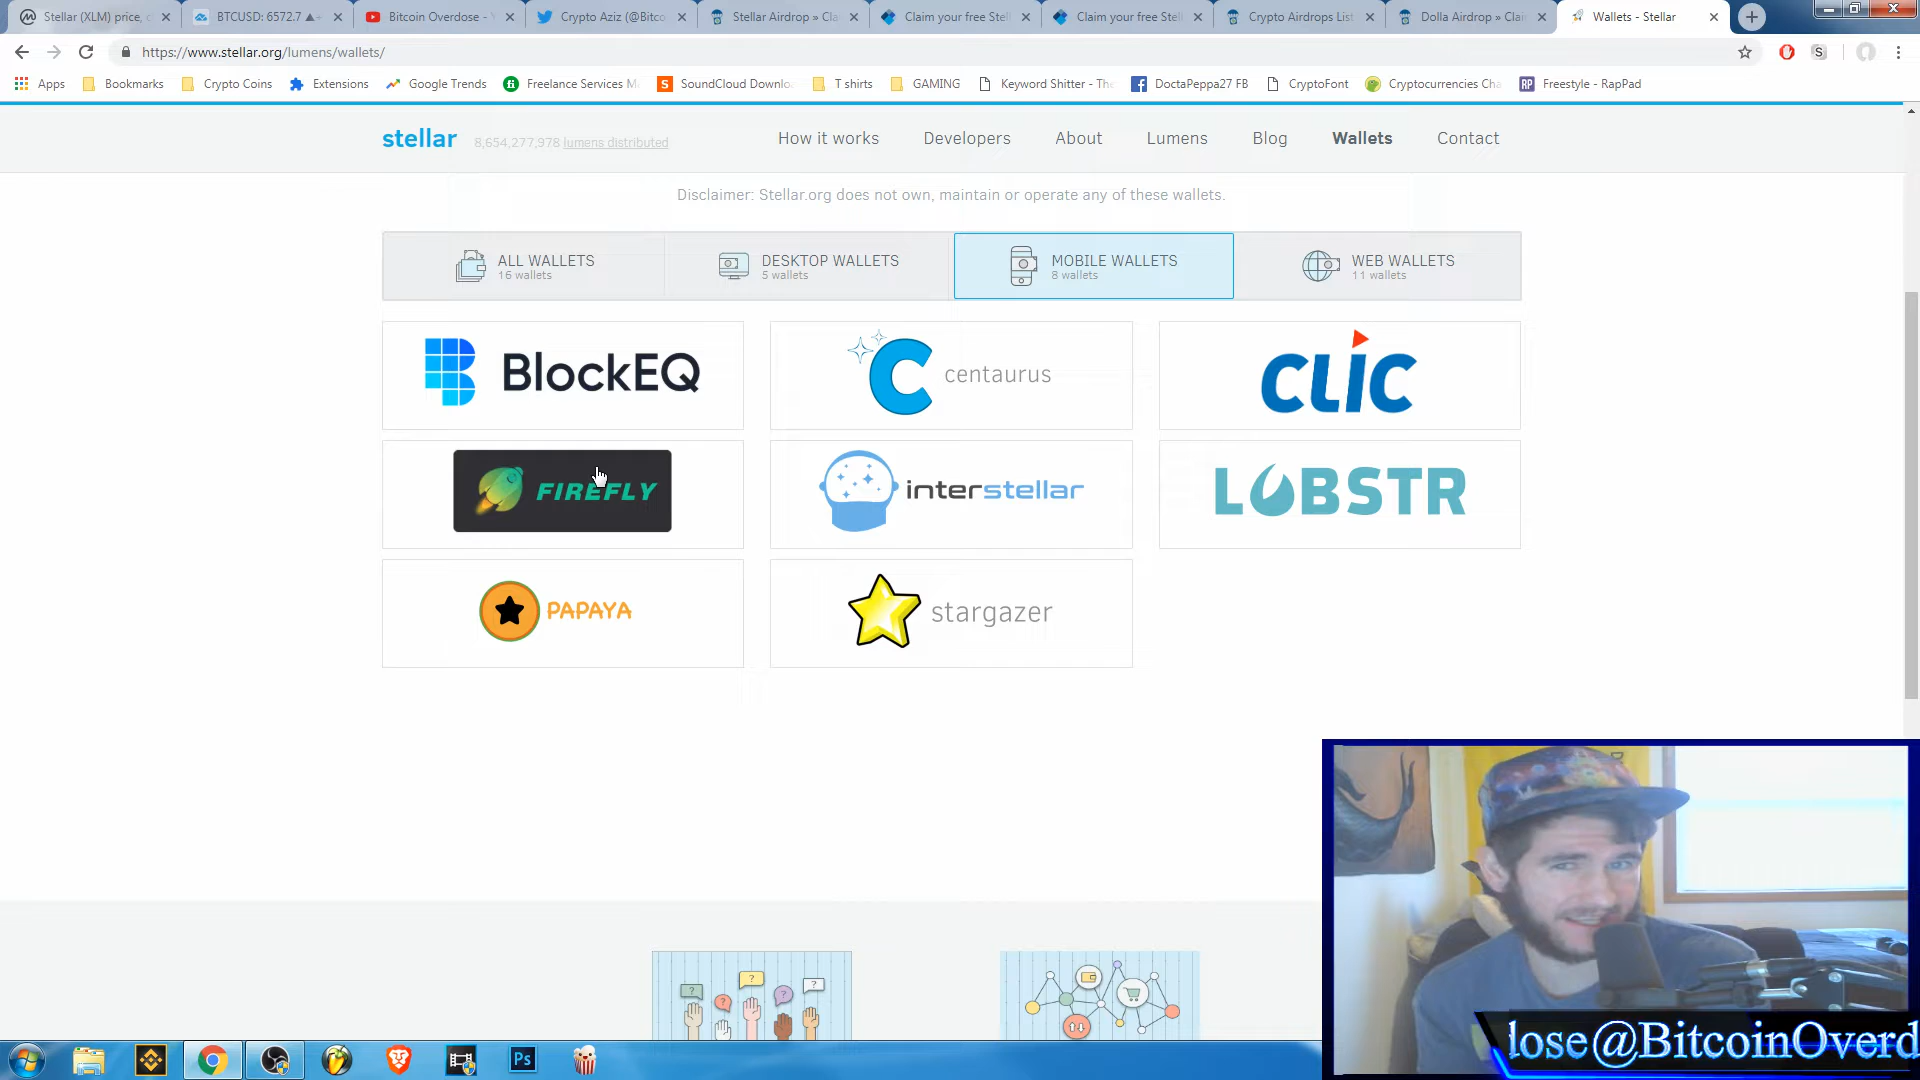 Stellar (XLM) price,
BTCUSD: 6572.7
Bitcoin Overdose -
Crypto Aziz (@Bitco
Stellar Airdrop » Cla
Claim your free Stel
Claim your free Stel
Crypto Airdrops List
Dolla Airdrop » Clai
Wallets - Stellar
https://www.stellar.org/lumens/wallets/
Apps
Bookmarks
Crypto Coins
Extensions
Google Trends
Freelance Services M
SoundCloud Downlo
T shirts
GAMING
Keyword Shitter - Th
DoctaPeppa27 FB
CryptoFont
Cryptocurrencies Cha
RP Freestyle - RapPad
stellar
8,654,277,978 lumens distributed
How it works
Developers
About
Lumens
Blog
Wallets
Contact
Disclaimer: Stellar.org does not own, maintain or operate any of these wallets.
ALL WALLETS
16 wallets
DESKTOP WALLETS
5 wallets
MOBILE WALLETS
8 wallets
WEB WALLETS
11 wallets
BlockEQ
centaurus
CLIC
FIREFLY
interstellar
LOBSTR
PAPAYA
stargazer
Ps
lose@BitcoinOverd